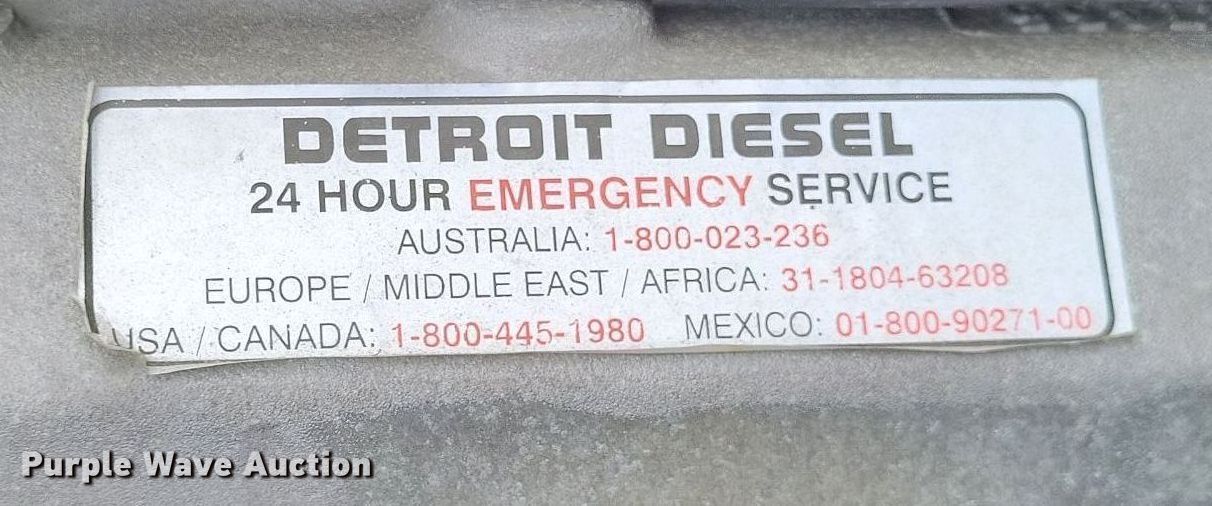 DETROIT DIESEL
24 HOUR EMERGENCY SERVICE
AUSTRALIA: 1-800-023-236
EUROPE / MIDDLE EAST / AFRICA: 31-1804-63208
USA / CANADA: 1-800-445-1980 MEXICO: 01-800-90271-00
Purple Wave Auction